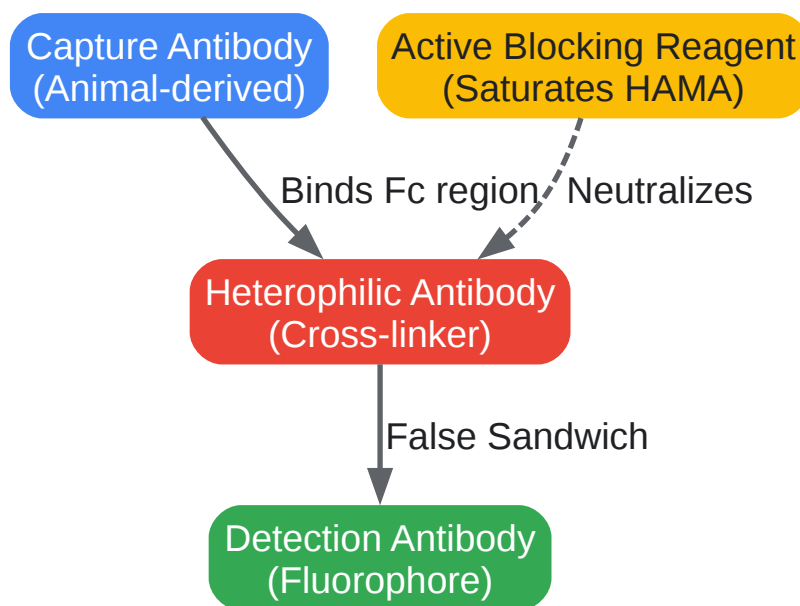 Capture Antibody
(Animal-derived)
Active Blocking Reagent
(Saturates HAMA)
Binds Fc region
Neutralizes
Heterophilic Antibody
(Cross-linker)
False Sandwich
Detection Antibody
(Fluorophore)